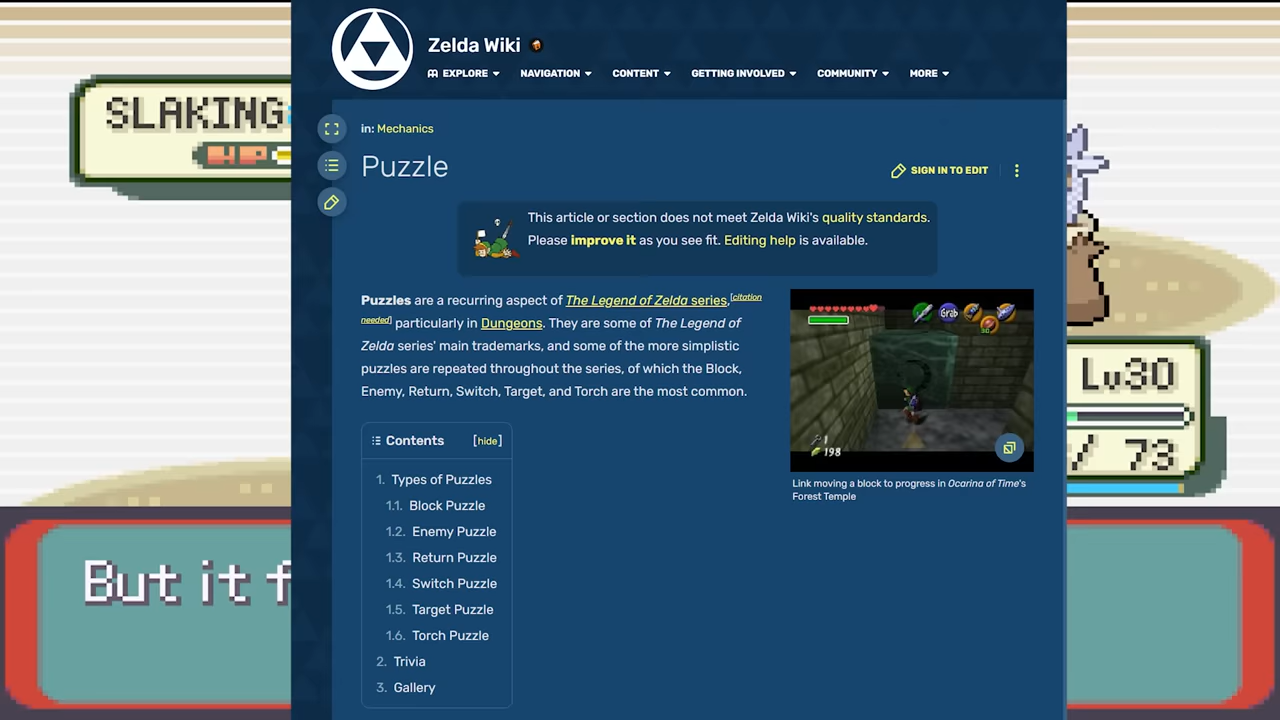 SLAKING
HP
Zelda Wiki
EXPLORE NAVIGATION CONTENT GETTING INVOLVED COMMUNITY MORE
in: Mechanics
Puzzle
SIGN IN TO EDIT
This article or section does not meet Zelda Wiki's quality standards.
Please improve it as you see fit. Editing help is available.
Puzzles are a recurring aspect of The Legend of Zelda series,[citation
needed] particularly in Dungeons. They are some of The Legend of
Zelda series' main trademarks, and some of the more simplistic
puzzles are repeated throughout the series, of which the Block,
Enemy, Return, Switch, Target, and Torch are the most common.
Grab
30
1
198
Link moving a block to progress in Ocarina of Time's
Forest Temple
Contents [hide]
1. Types of Puzzles
1.1. Block Puzzle
1.2. Enemy Puzzle
1.3. Return Puzzle
1.4. Switch Puzzle
1.5. Target Puzzle
1.6. Torch Puzzle
2. Trivia
3. Gallery
Lv30
/ 73
But it f